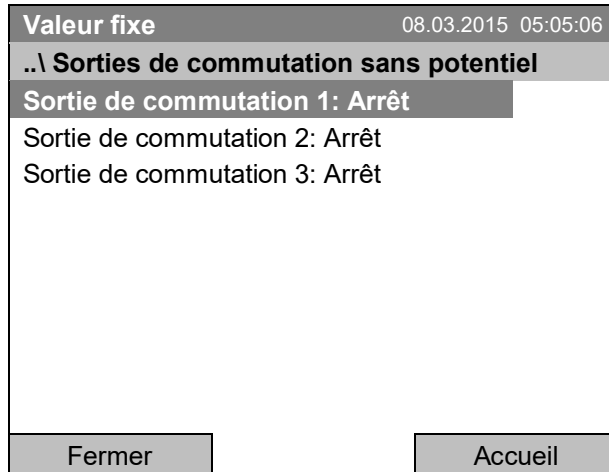 Valeur fixe 08.03.2015 05:05:06
..\ Sorties de commutation sans potentiel
Sortie de commutation 1: Arrêt
Sortie de commutation 2: Arrêt
Sortie de commutation 3: Arrêt
Fermer Accueil